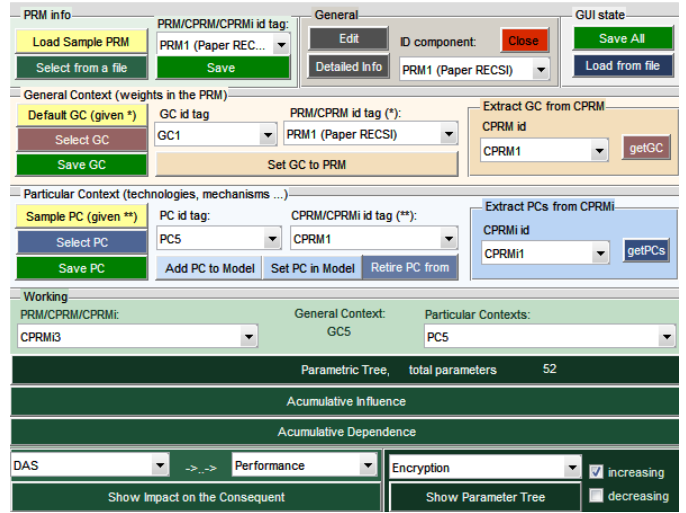 PRM info
PRM/CPRM/CPRMi id tag:
General
GUI state
Load Sample PRM
PRM1 (Paper REC...
Edit
ID component:
Close
Save All
Select from a file
Save
Detailed Info
PRM1 (Paper RECSI)
Load from file
General Context (weights in the PRM)
Default GC (given *)
GC id tag
PRM/CPRM id tag (*):
Extract GC from CPRM
CPRM id
Select GC
GC1
PRM1 (Paper RECSI)
CPRM1
getGC
Save GC
Set GC to PRM
Particular Context (technologies, mechanisms ...)
Sample PC (given **)
PC id tag:
CPRM/CPRMi id tag (**):
Extract PCs from CPRMi
CPRMi id
Select PC
PC5
CPRM1
CPRMi1
getPCs
Save PC
Add PC to Model
Set PC in Model
Retire PC from
Working
PRM/CPRM/CPRMi:
General Context:
Particular Contexts:
CPRMi3
GC5
PC5
Parametric Tree, total parameters 52
Acumulative Influence
Acumulative Dependence
DAS
->..->
Performance
Encryption
increasing
Show Impact on the Consequent
Show Parameter Tree
decreasing